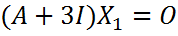 (A + 3I)X₁ = O